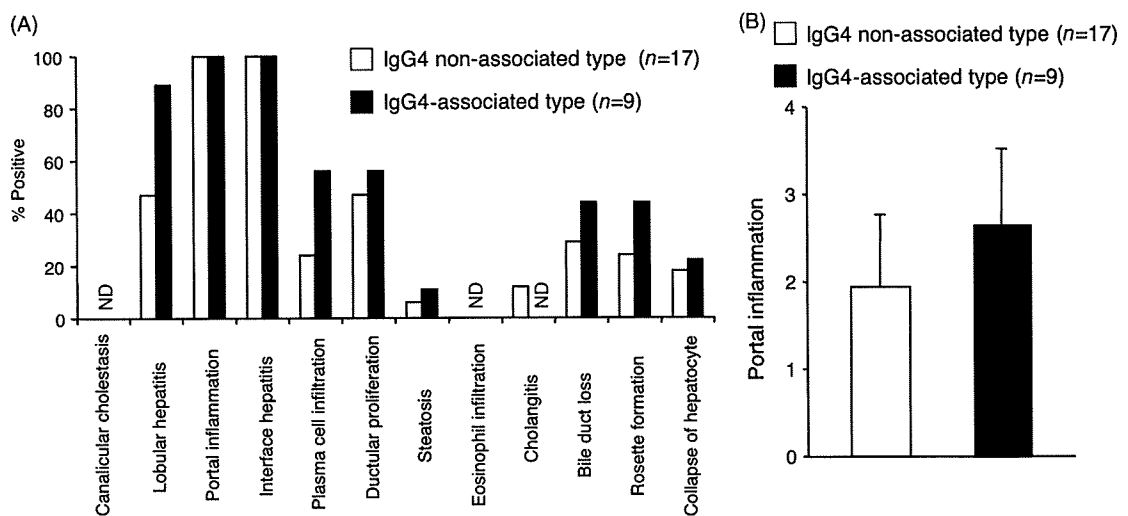 (A)
IgG4 non-associated type (n=17)
IgG4-associated type (n=9)
% Positive
100
80
60
40
20
0
ND
ND
ND
Canalicular cholestasis
Lobular hepatitis
Portal inflammation
Interface hepatitis
Plasma cell infiltration
Ductular proliferation
Steatosis
Eosinophil infiltration
Cholangitis
Bile duct loss
Rosette formation
Collapse of hepatocyte
(B)
IgG4 non-associated type (n=17)
IgG4-associated type (n=9)
Portal inflammation
4
3
2
1
0